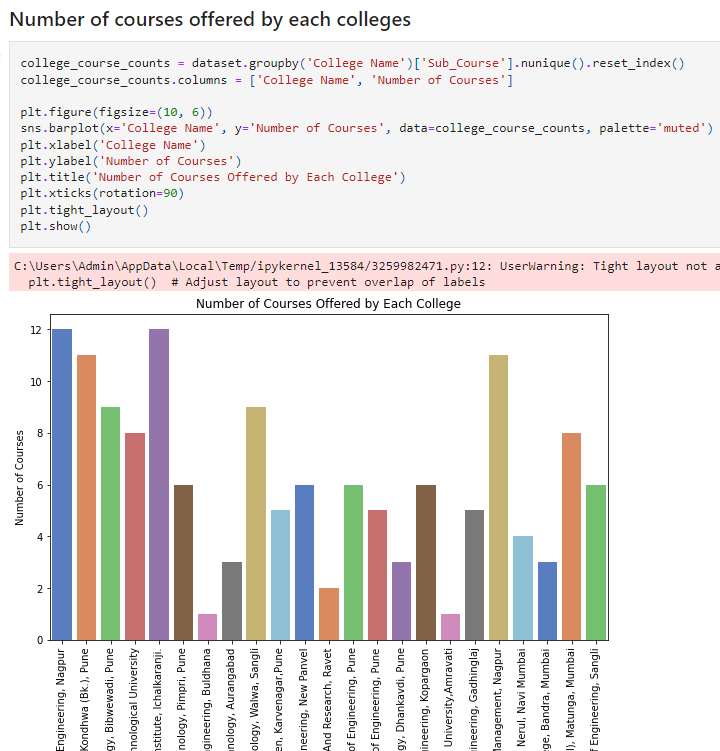 Number of courses offered by each colleges
college_course_counts = dataset.groupby('College Name')['Sub_Course'].nunique().reset_index()
college_course_counts.columns = ['College Name', 'Number of Courses']
plt.figure(figsize=(10, 6))
sns.barplot(x='College Name', y='Number of Courses', data=college_course_counts, palette='muted')
plt.xlabel('College Name')
plt.ylabel('Number of Courses')
plt.title('Number of Courses Offered by Each College')
plt.xticks(rotation=90)
plt.tight_layout()
plt.show()
C:\Users\Admin\AppData\Local\Temp/ipykernel_13584/3259982471.py:12: UserWarning: Tight layout not a
plt.tight_layout()  # Adjust layout to prevent overlap of labels
Number of Courses Offered by Each College
Number of Courses
12
10
8
6
4
2
0
Engineering, Nagpur
Kondhwa (Bk.), Pune
gy, Bibwewadi, Pune
hnological University
nstitute, Ichalkaranji.
nology, Pimpri, Pune
gineering, Buldhana
nology, Aurangabad
ology, Walwa, Sangli
en, Karvenagar,Pune
neering, New Panvel
And Research, Ravet
of Engineering, Pune
of Engineering, Pune
gy, Dhankavdi, Pune
ineering, Kopargaon
University,Amravati
ineering, Gadhinglaj
Management, Nagpur
Nerul, Navi Mumbai
ge, Bandra, Mumbai
), Matunga, Mumbai
f Engineering, Sangli